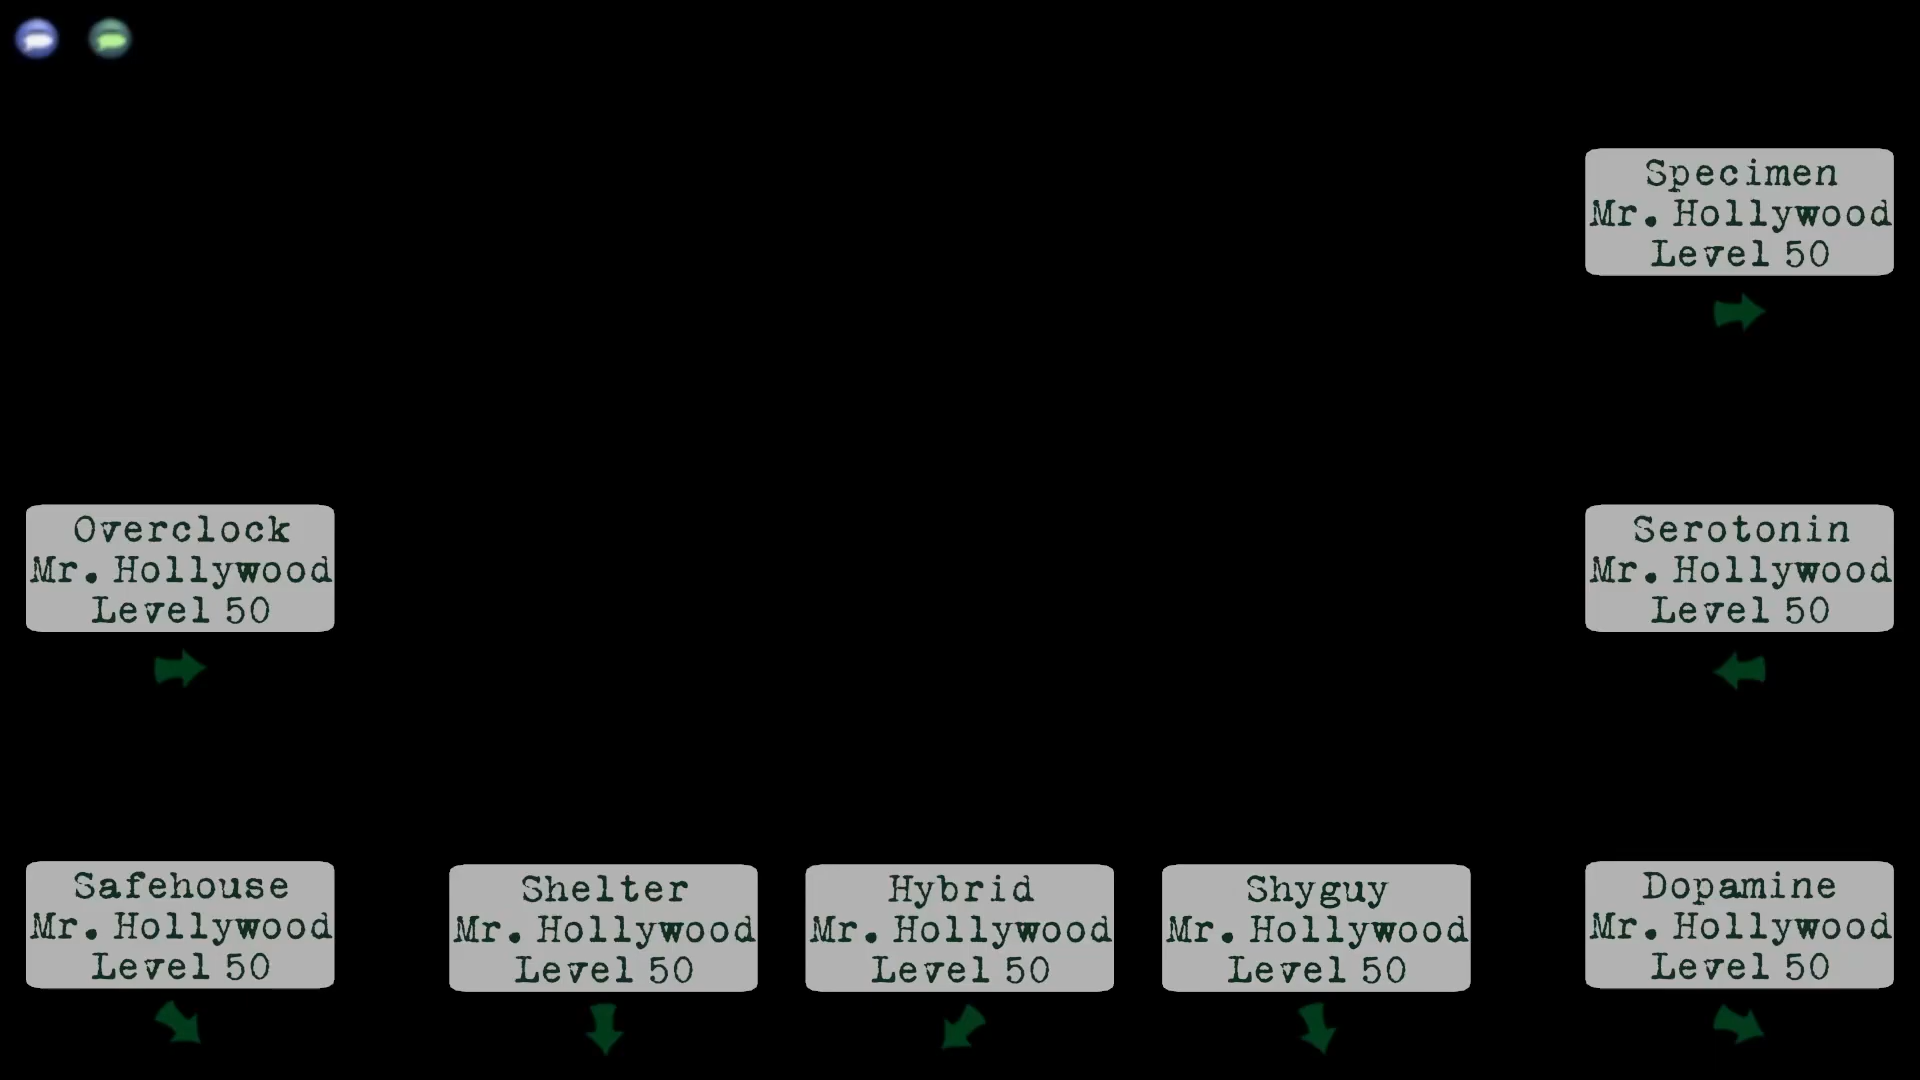 Specimen
Mr. Hollywood
Level 50
Overclock
Mr. Hollywood
Level 50
Serotonin
Mr. Hollywood
Level 50
Safehouse
Mr. Hollywood
Level 50
Shelter
Mr. Hollywood
Level 50
Hybrid
Mr. Hollywood
Level 50
Shyguy
Mr. Hollywood
Level 50
Dopamine
Mr. Hollywood
Level 50